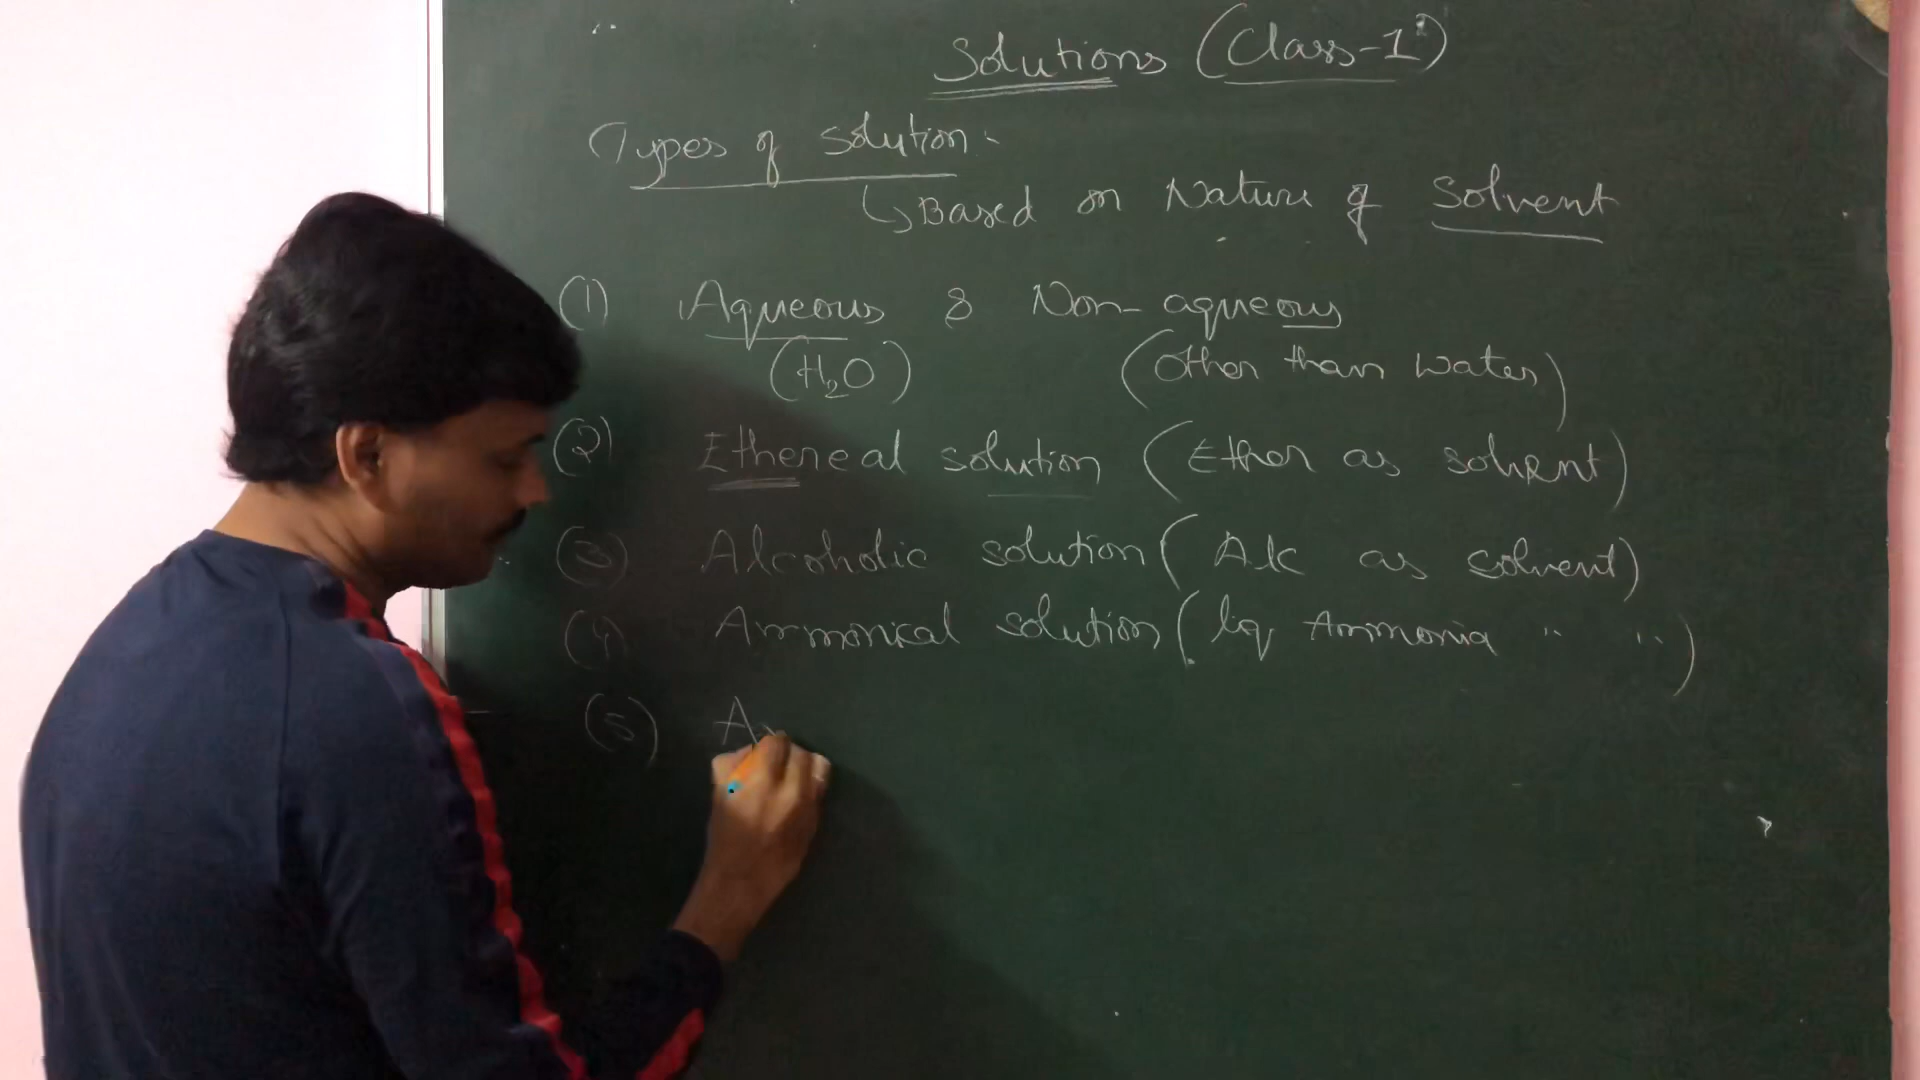 Solutions (Class-1)
Types of solution:
↳ Based on Nature of solvent
(1) Aqueous & Non-aqueous
(H₂O) (Other than water)
(2) Ethereal solution (Ether as solvent)
(3) Alcoholic solution (Alc as solvent)
(4) Ammonical solution (liq Ammonia " ")
(5) A